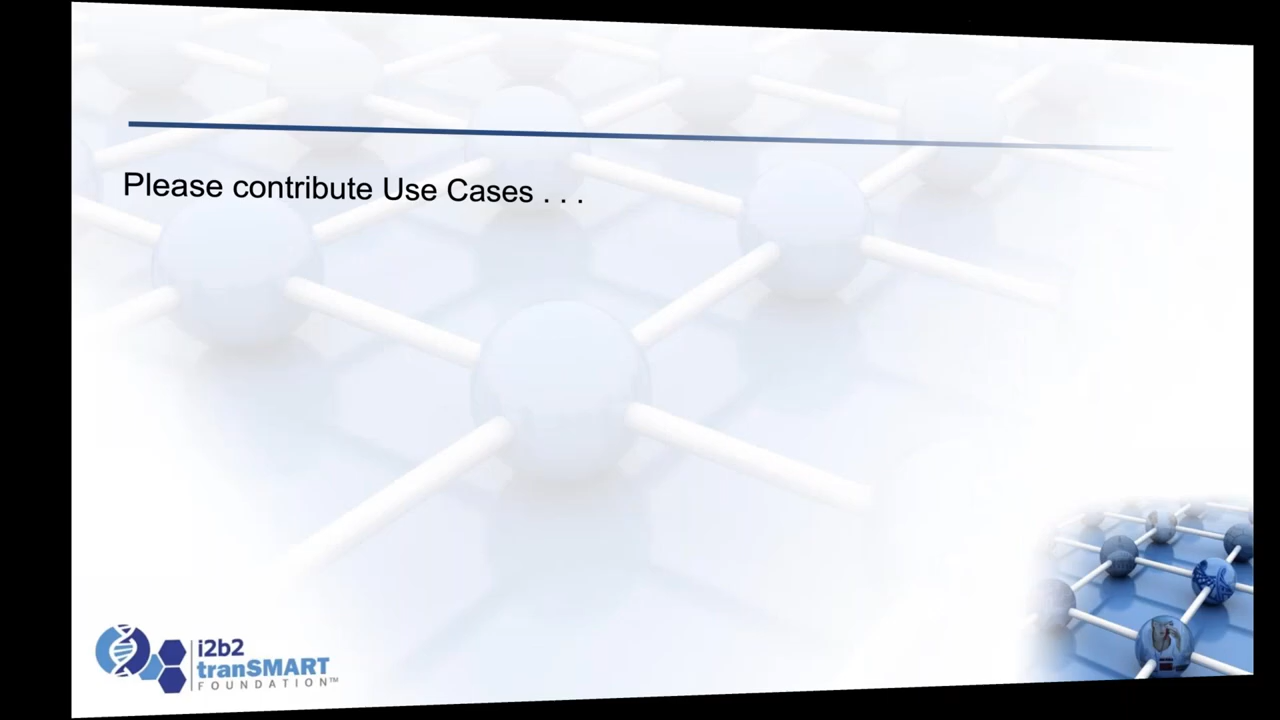 Please contribute Use Cases . . .
i2b2
tranSMART
FOUNDATION™